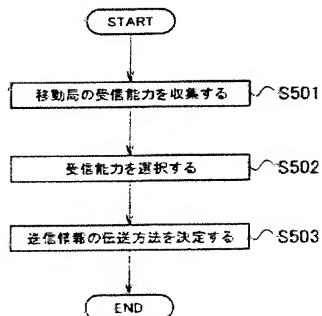 START
移動局の受信能力を収集する
S501
受信能力を選択する
S502
送信情報の伝送方法を決定する
S503
END